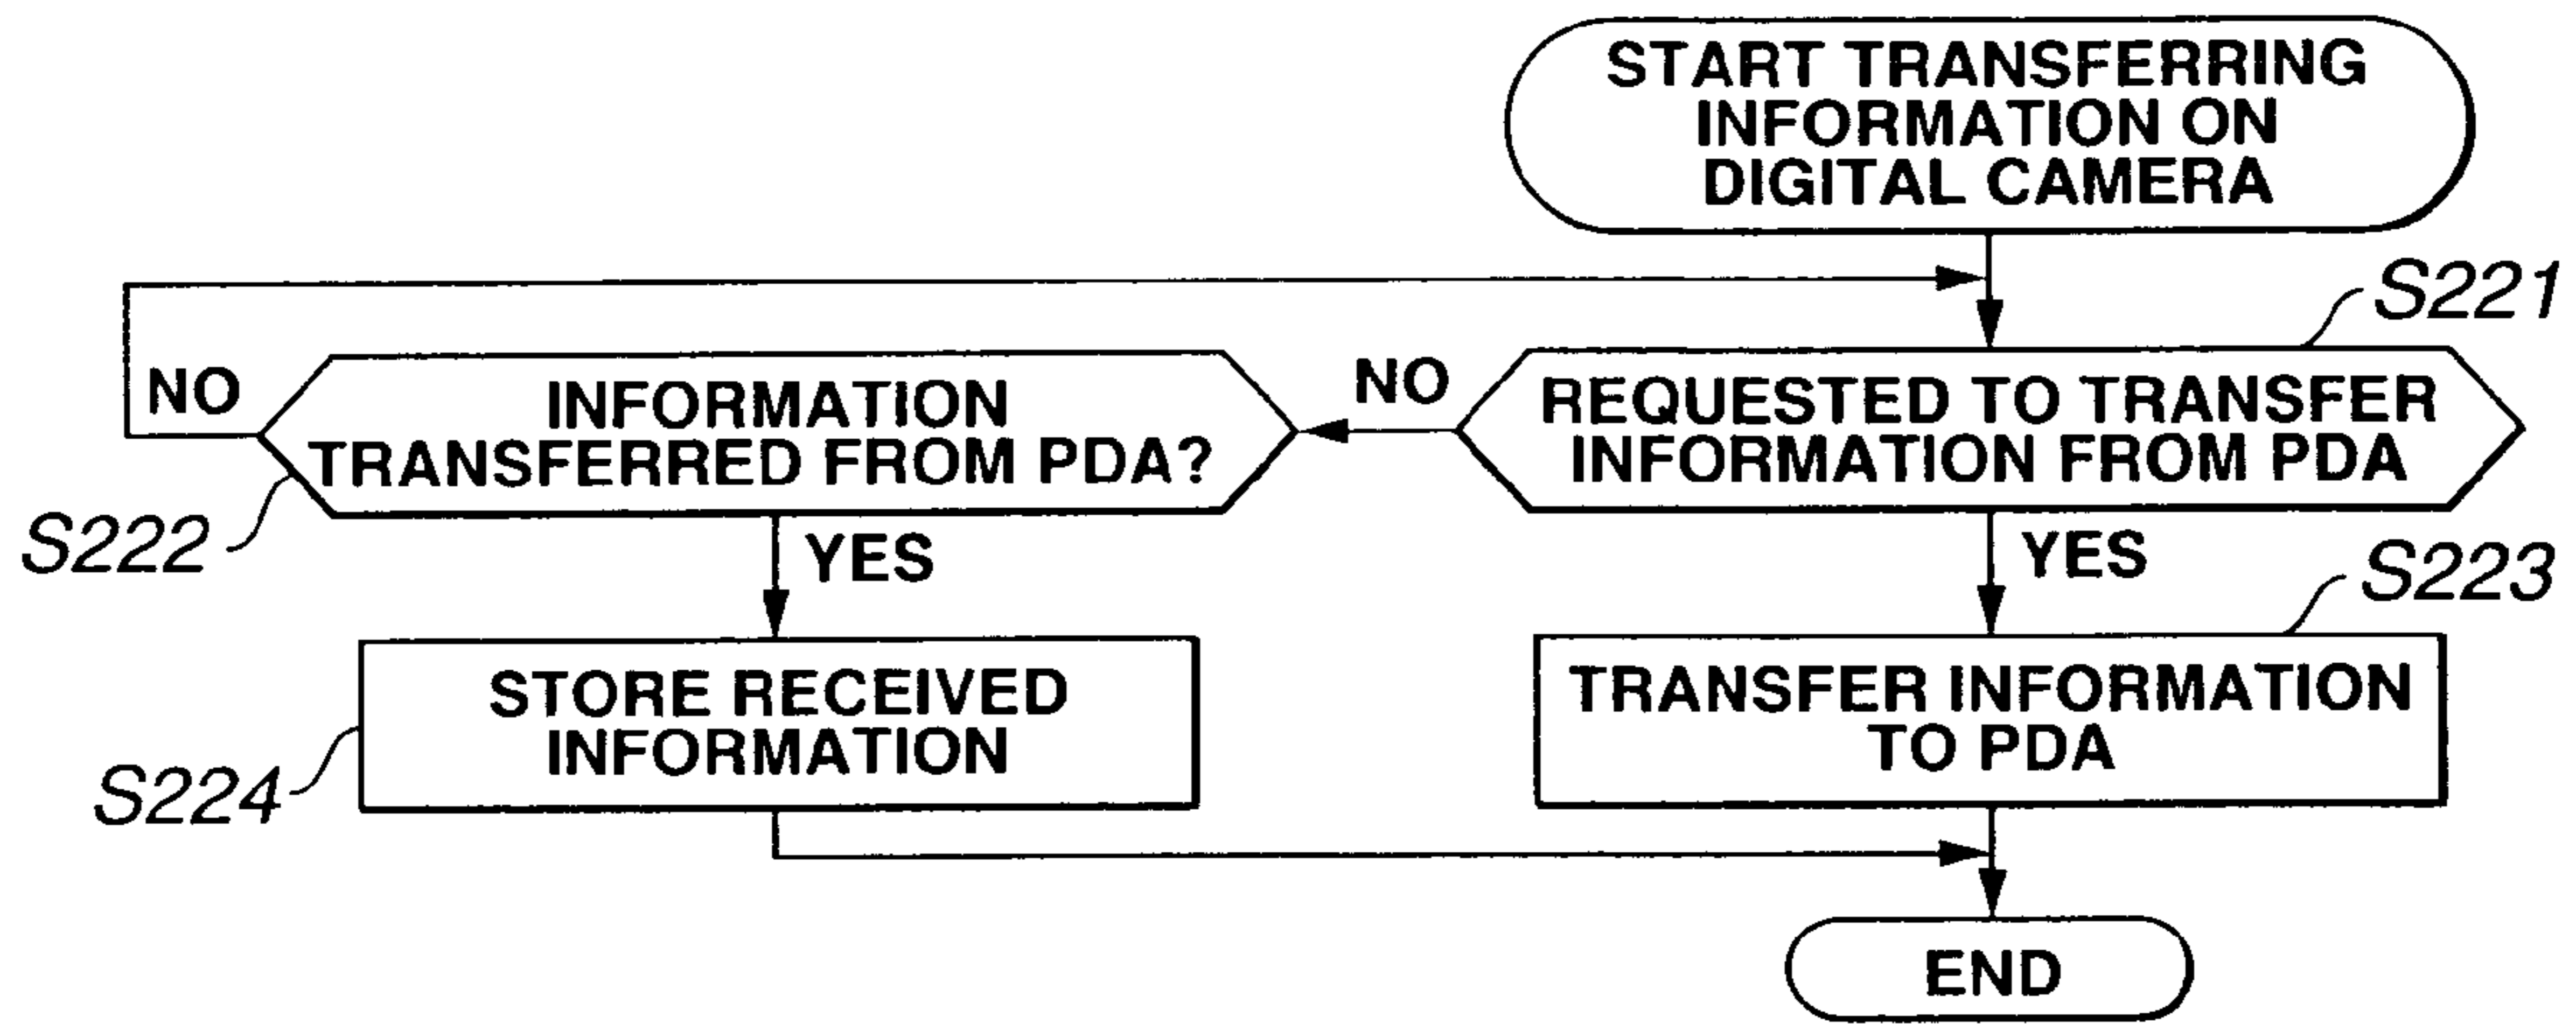 START TRANSFERRING
INFORMATION ON
DIGITAL CAMERA
S221
REQUESTED TO TRANSFER
INFORMATION FROM PDA
NO
INFORMATION
TRANSFERRED FROM PDA?
NO
S222
YES
YES
S223
TRANSFER INFORMATION
TO PDA
STORE RECEIVED
INFORMATION
S224
END